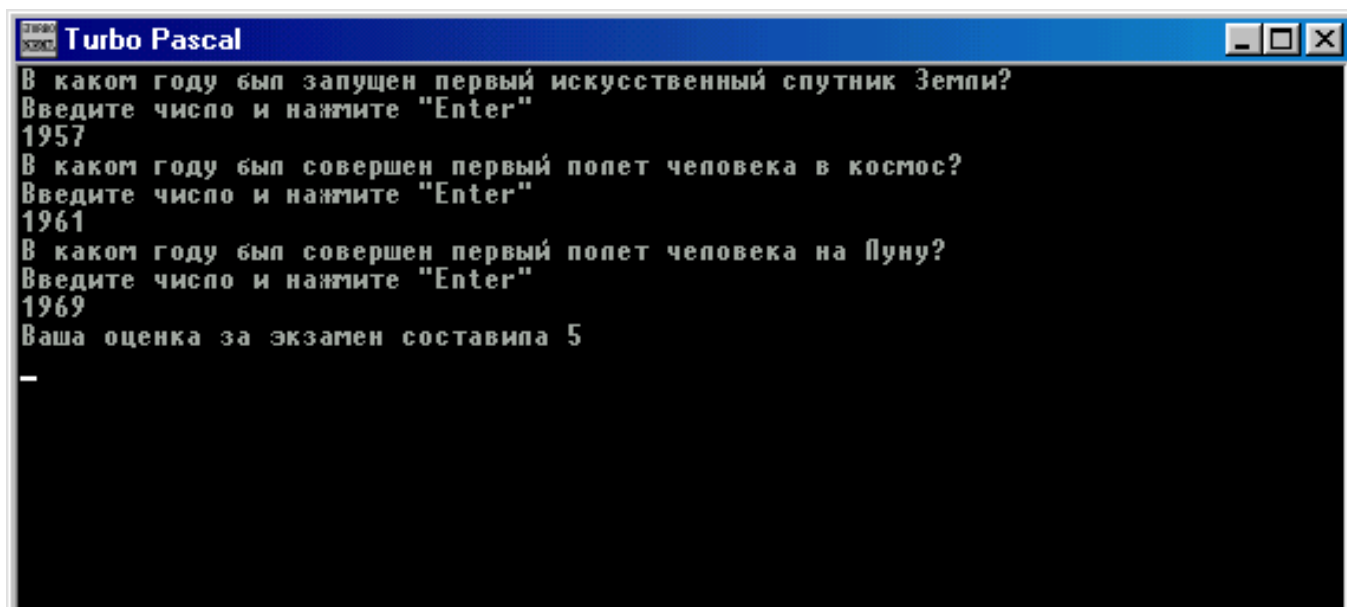 Turbo Pascal
В каком году был запущен первый искусственный спутник Земли?
Введите число и нажмите "Enter"
1957
В каком году был совершен первый полет человека в космос?
Введите число и нажмите "Enter"
1961
В каком году был совершен первый полет человека на Луну?
Введите число и нажмите "Enter"
1969
Ваша оценка за экзамен составила 5